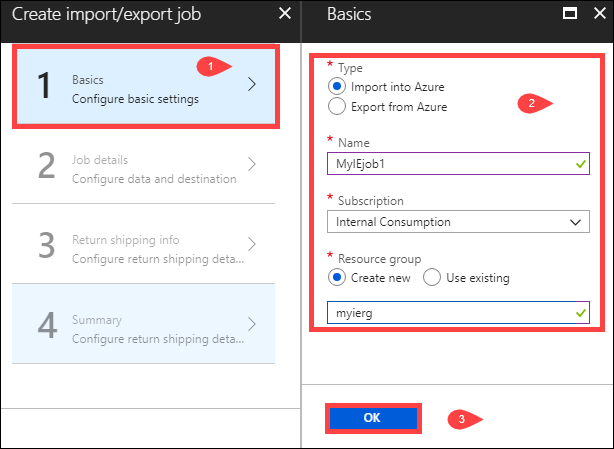 Create import/export job
1
Basics
Configure basic settings
1
2
Job details
Configure data and destination
3
Return shipping info
Configure return shipping deta...
4
Summary
Configure return shipping deta...
Basics
* Type
Import into Azure
Export from Azure
2
* Name
MyIEjob1
* Subscription
Internal Consumption
* Resource group
Create new Use existing
myierg
OK
3